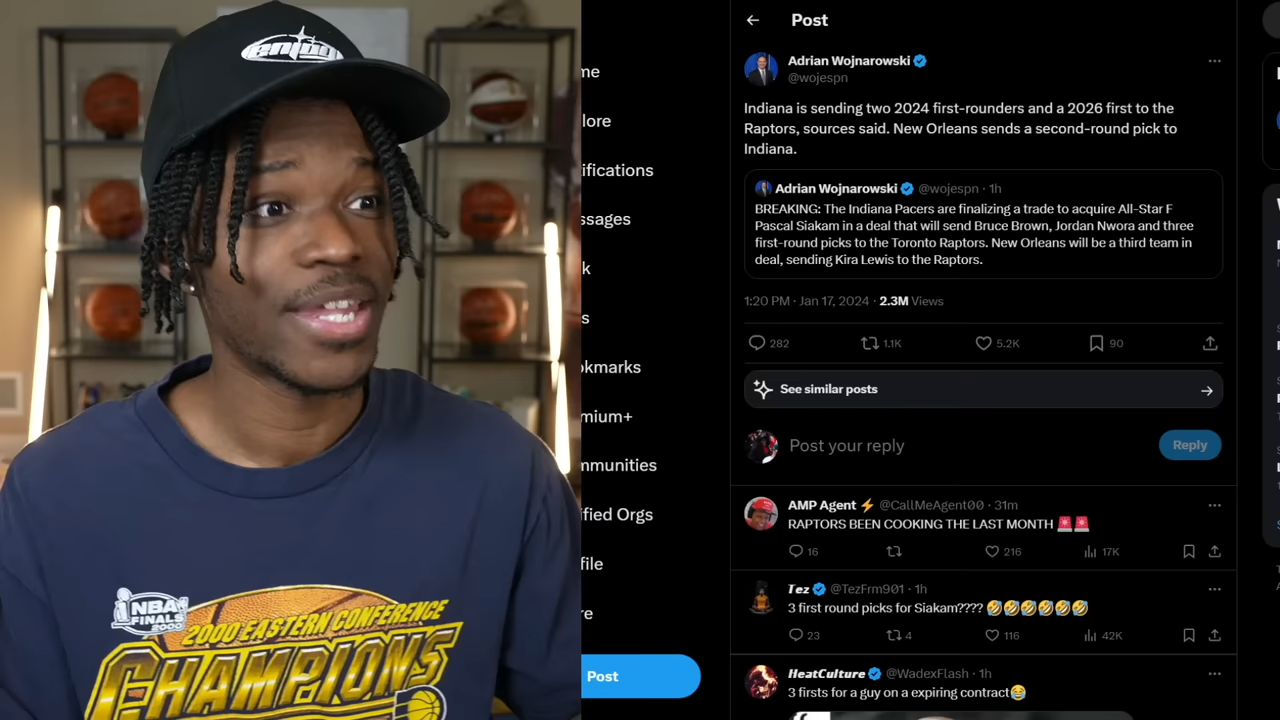 enjoy
NBA
FINALS
2000
2000 EASTERN CONFERENCE
CHAMPIONS
me
lore
ifications
ssages
k
s
okmarks
mium+
mmunities
ified Orgs
file
re
Post
Post
Adrian Wojnarowski
@wojespn
Indiana is sending two 2024 first-rounders and a 2026 first to the
Raptors, sources said. New Orleans sends a second-round pick to
Indiana.
Adrian Wojnarowski @wojespn · 1h
BREAKING: The Indiana Pacers are finalizing a trade to acquire All-Star F
Pascal Siakam in a deal that will send Bruce Brown, Jordan Nwora and three
first-round picks to the Toronto Raptors. New Orleans will be a third team in
deal, sending Kira Lewis to the Raptors.
1:20 PM · Jan 17, 2024 · 2.3M Views
282 1.1K 5.2K 90
See similar posts
Post your reply
Reply
AMP Agent ⚡ @CallMeAgent00 · 31m
RAPTORS BEEN COOKING THE LAST MONTH 🚨🚨
16 216 17K
Tez @TezFrm901 · 1h
3 first round picks for Siakam???? 🤣🤣🤣🤣🤣🤣
23 4 116 42K
HeatCulture @WadexFlash · 1h
3 firsts for a guy on a expiring contract😂